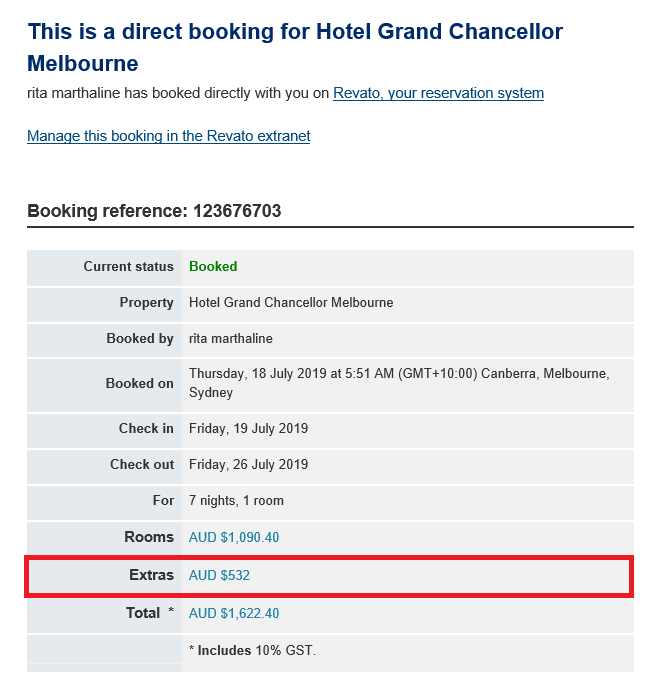 This is a direct booking for Hotel Grand Chancellor
Melbourne
rita marthaline has booked directly with you on Revato, your reservation system
Manage this booking in the Revato extranet
Booking reference: 123676703
Current status Booked
Property Hotel Grand Chancellor Melbourne
Booked by rita marthaline
Booked on Thursday, 18 July 2019 at 5:51 AM (GMT+10:00) Canberra, Melbourne,
Sydney
Check in Friday, 19 July 2019
Check out Friday, 26 July 2019
For 7 nights, 1 room
Rooms AUD $1,090.40
Extras AUD $532
Total * AUD $1,622.40
* Includes 10% GST.